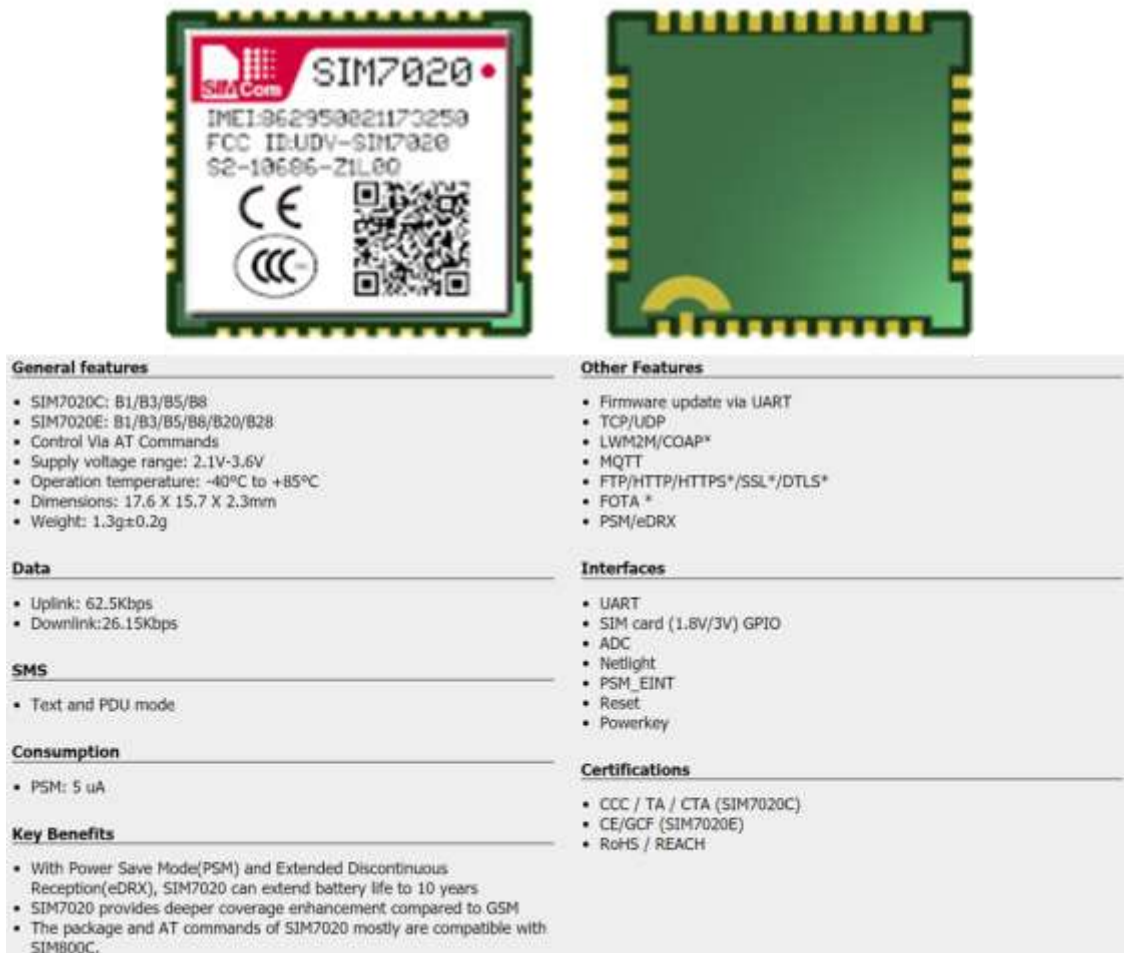 SIMCom
SIM7020
IMEI:862950021173250
FCC ID:UDV-SIM7020
S2-10686-Z1L0Q
CE
CCC
General features
• SIM7020C: B1/B3/B5/B8
• SIM7020E: B1/B3/B5/B8/B20/B28
• Control Via AT Commands
• Supply voltage range: 2.1V-3.6V
• Operation temperature: -40ºC to +85ºC
• Dimensions: 17.6 X 15.7 X 2.3mm
• Weight: 1.3g±0.2g
Data
• Uplink: 62.5Kbps
• Downlink:26.15Kbps
SMS
• Text and PDU mode
Consumption
• PSM: 5 uA
Key Benefits
• With Power Save Mode(PSM) and Extended Discontinuous
Reception(eDRX), SIM7020 can extend battery life to 10 years
• SIM7020 provides deeper coverage enhancement compared to GSM
• The package and AT commands of SIM7020 mostly are compatible with
SIM800C.
Other Features
• Firmware update via UART
• TCP/UDP
• LWM2M/COAP*
• MQTT
• FTP/HTTP/HTTPS*/SSL*/DTLS*
• FOTA *
• PSM/eDRX
Interfaces
• UART
• SIM card (1.8V/3V) GPIO
• ADC
• Netlight
• PSM_EINT
• Reset
• Powerkey
Certifications
• CCC / TA / CTA (SIM7020C)
• CE/GCF (SIM7020E)
• RoHS / REACH